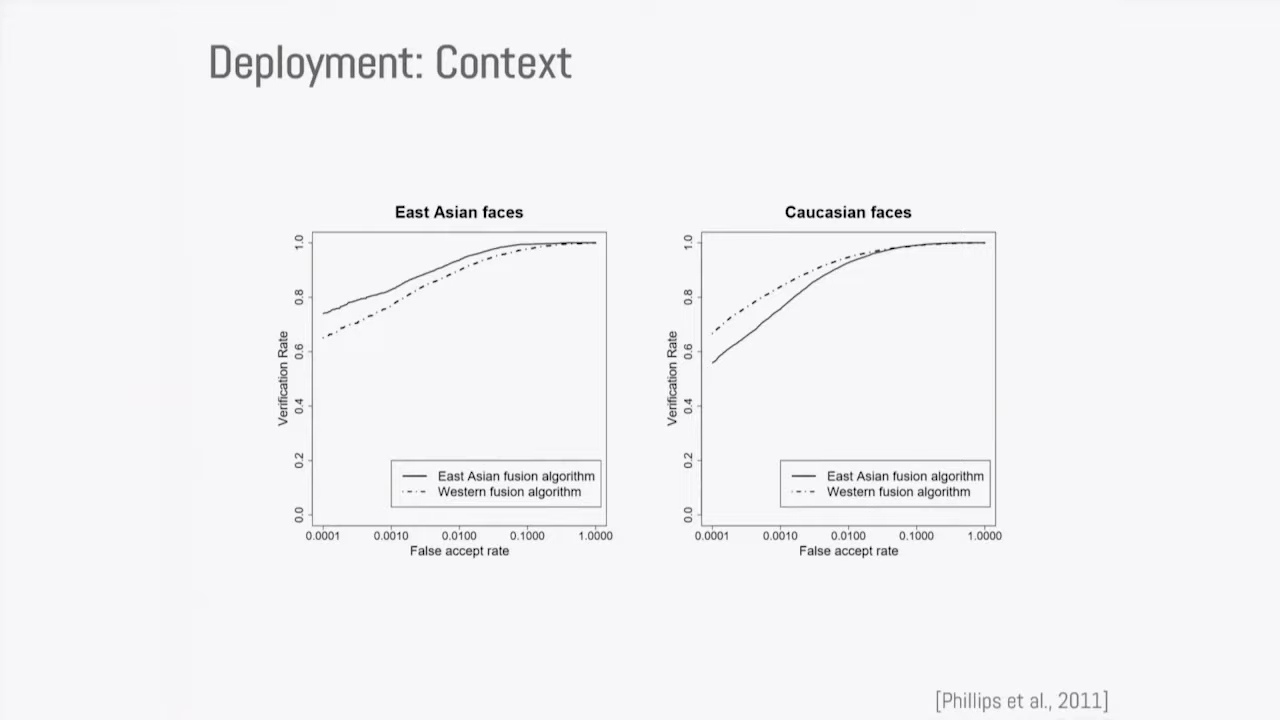 Deployment: Context
East Asian faces
Verification Rate
1.0
0.8
0.6
0.4
0.2
0.0
East Asian fusion algorithm
Western fusion algorithm
0.0001 0.0010 0.0100 0.1000 1.0000
False accept rate
Caucasian faces
Verification Rate
1.0
0.8
0.6
0.4
0.2
0.0
East Asian fusion algorithm
Western fusion algorithm
0.0001 0.0010 0.0100 0.1000 1.0000
False accept rate
[Phillips et al., 2011]